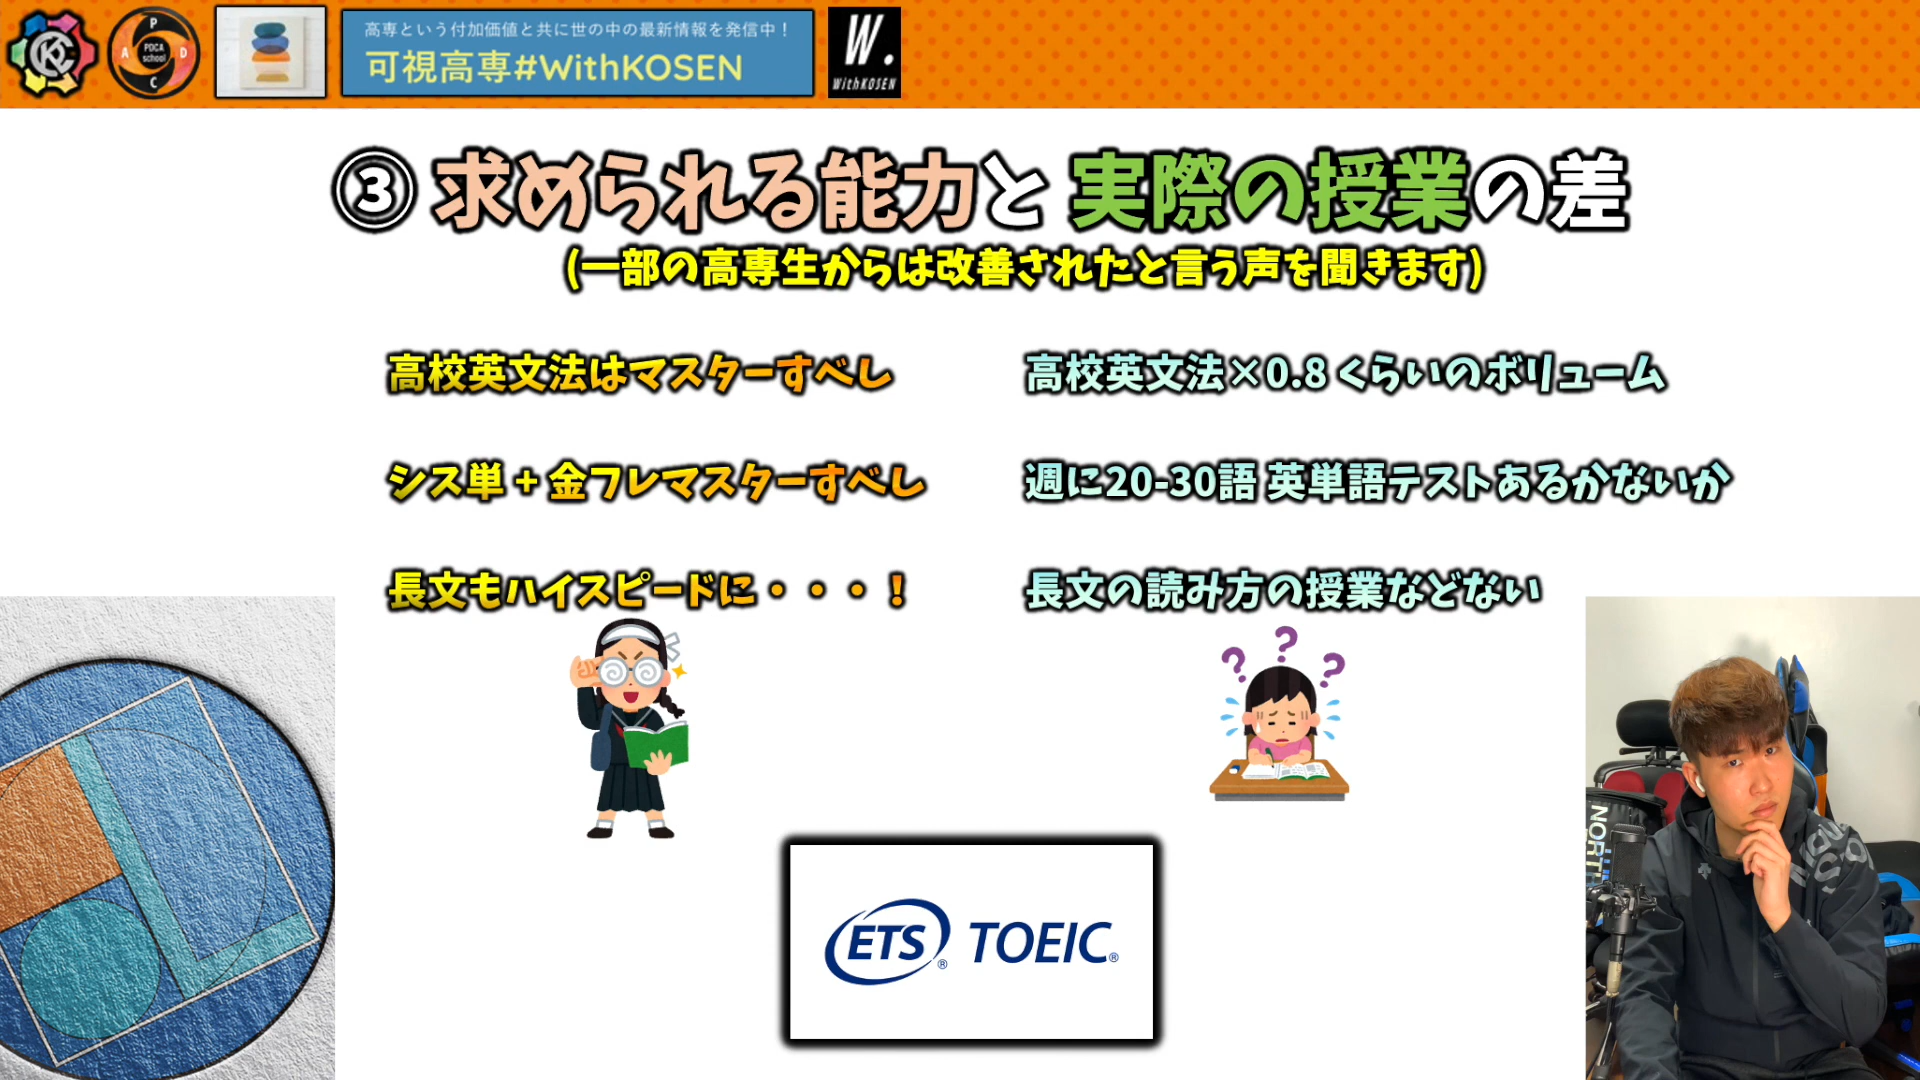 P
A
D
C
PDCA
school
KC
高専という付加価値と共に世の中の最新情報を発信中！
可視高専#WithKOSEN
W.
WithKOSEN
③ 求められる能力と 実際の授業の差
(一部の高専生からは改善されたと言う声を聞きます)
高校英文法はマスターすべし
高校英文法×0.8 くらいのボリューム
シス単 + 金フレマスターすべし
週に20-30語 英単語テストあるかないか
長文もハイスピードに・・・！
長文の読み方の授業などない
? ? ?
ETS® TOEIC®